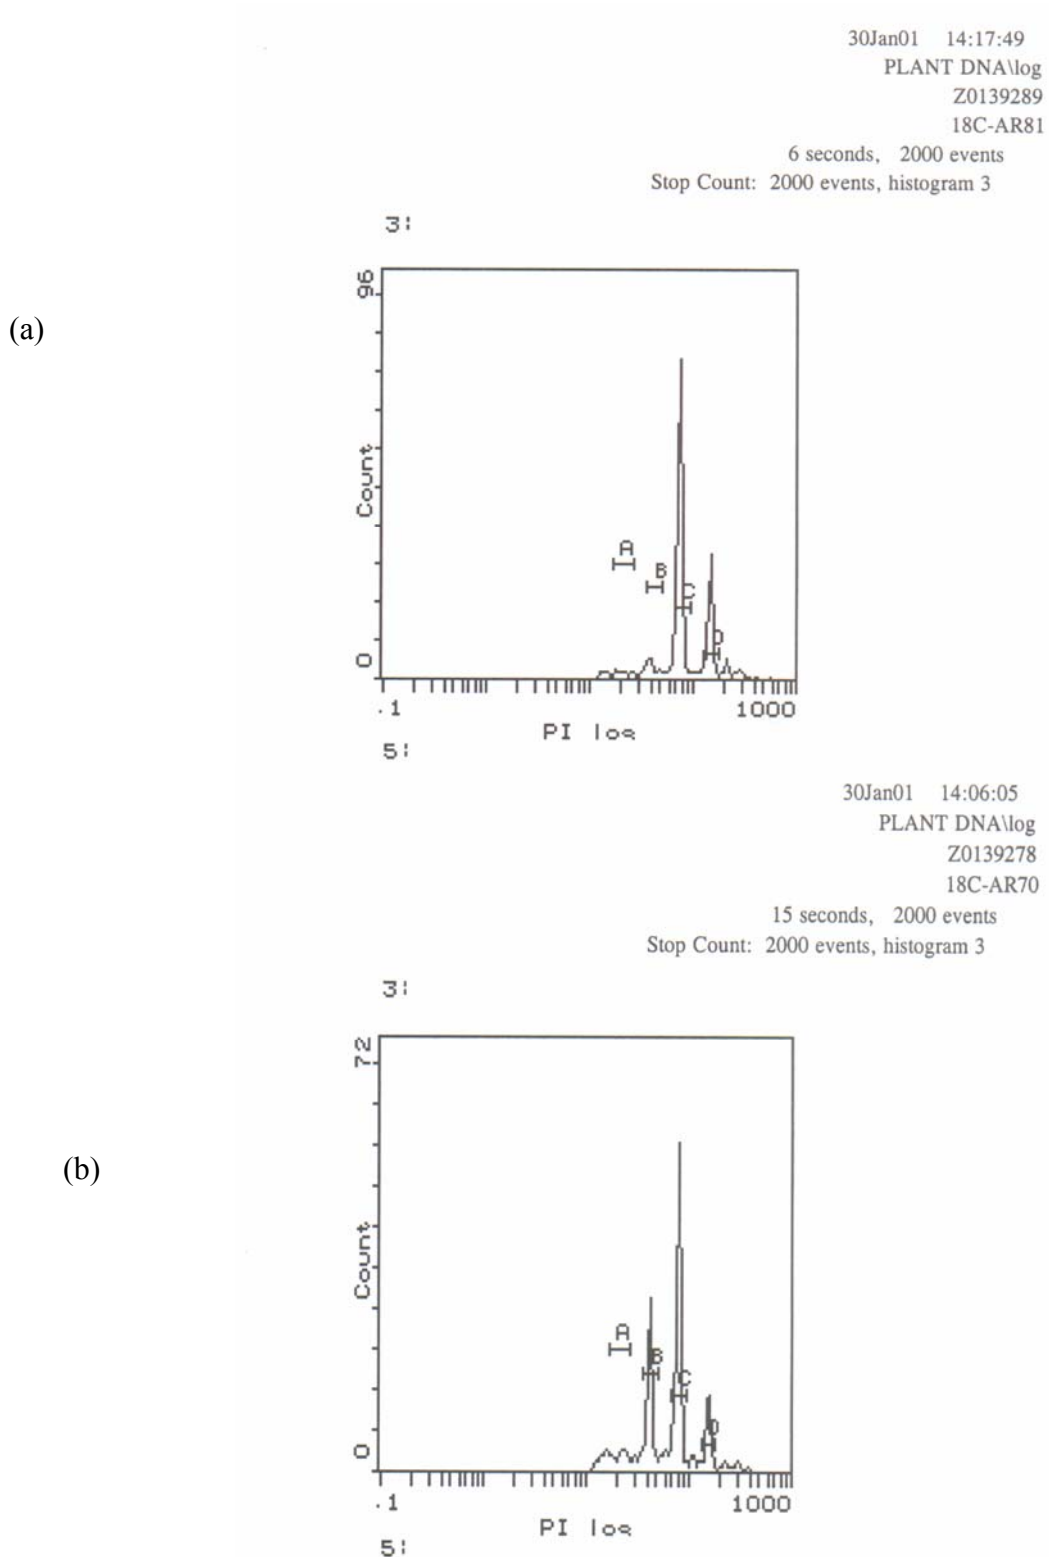 30Jan01 14:17:49
PLANT DNA\log
Z0139289
18C-AR81
6 seconds, 2000 events
Stop Count: 2000 events, histogram 3
3:
96
(a)
Count
A
B
C
D
0
.1 1000
PI log
5:
30Jan01 14:06:05
PLANT DNA\log
Z0139278
18C-AR70
15 seconds, 2000 events
Stop Count: 2000 events, histogram 3
3:
72
(b)
Count
A
B
C
D
0
.1 1000
PI log
5: